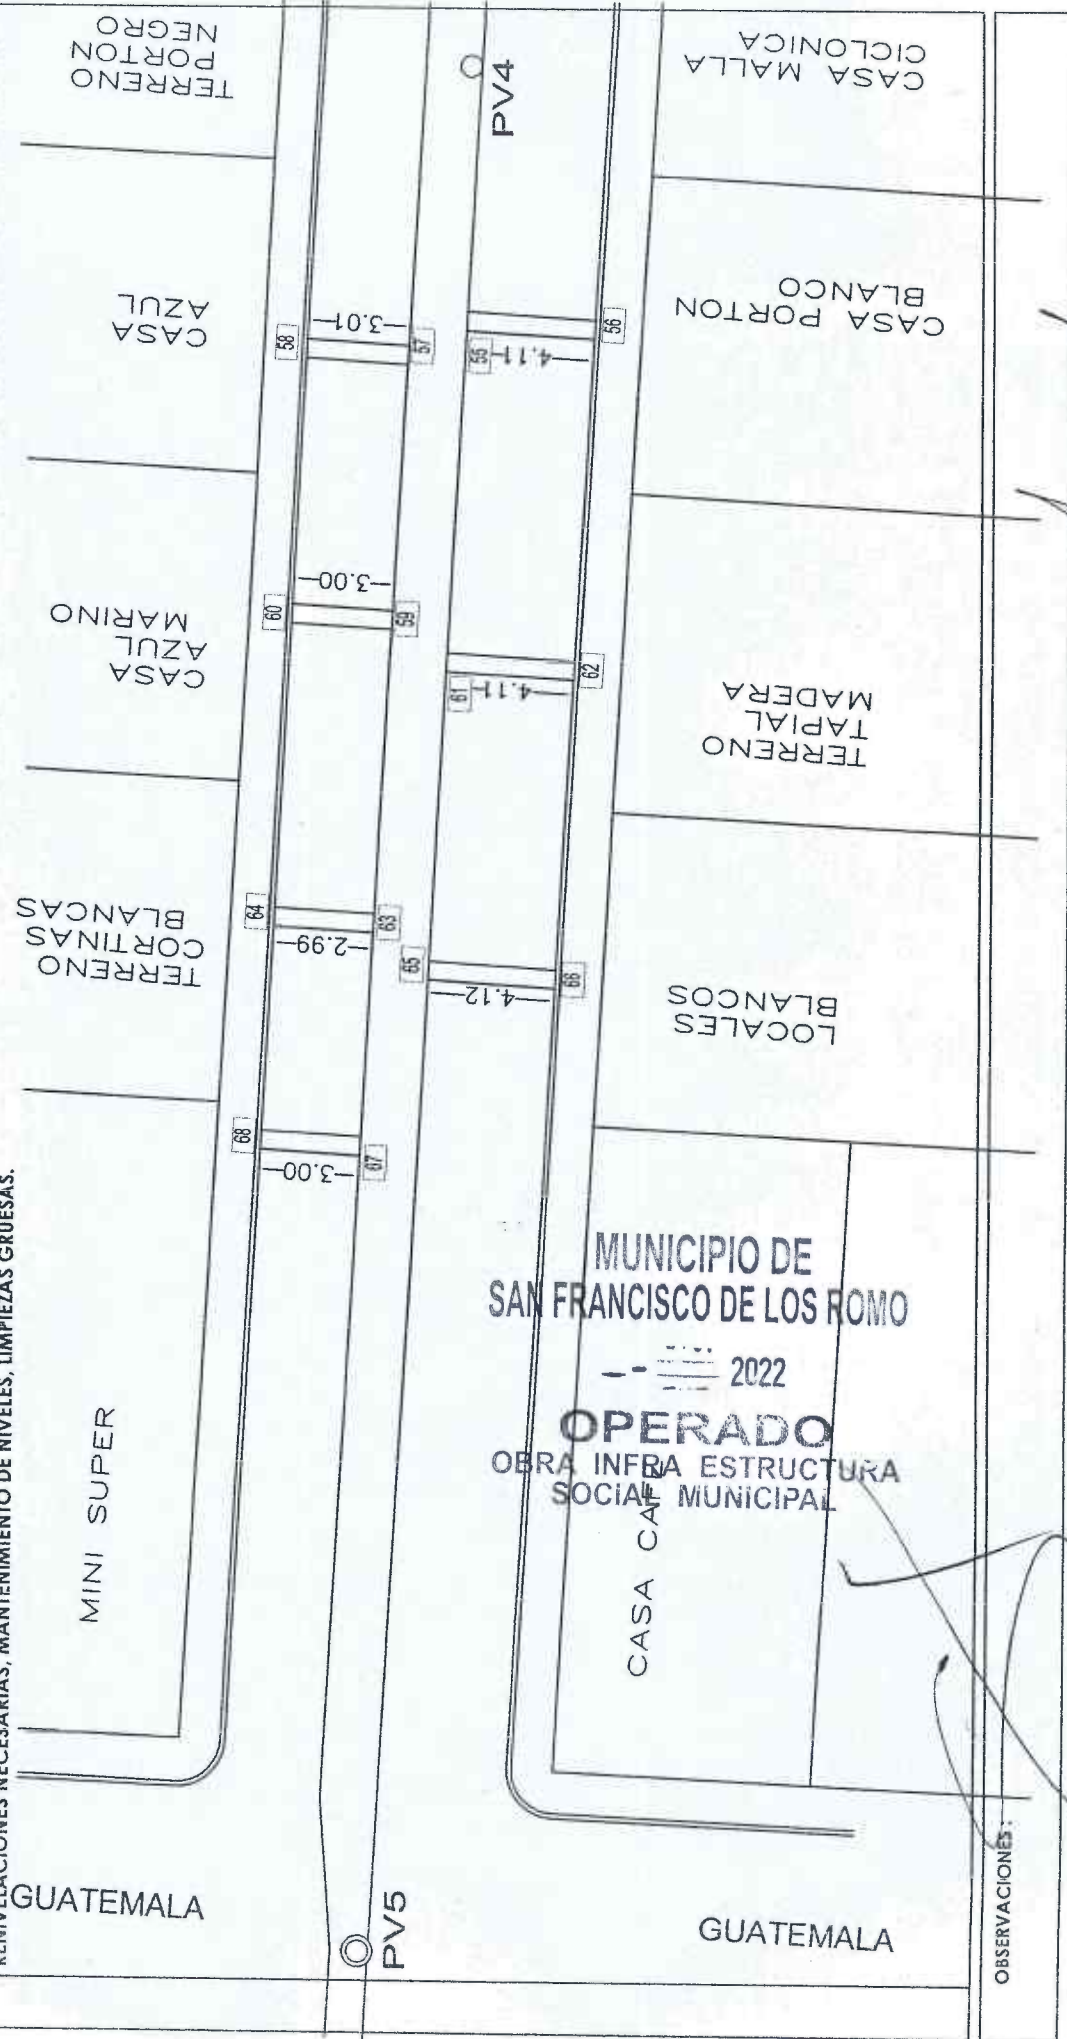 RENIVELACIONES NECESARIAS, MANTENIMIENTO DE NIVELES, LIMPIEZAS GRUESAS.
TERRENO
PORTON
NEGRO
CASA
AZUL
CASA
AZUL
MARINO
TERRENO
CORTINAS
BLANCAS
MINI SUPER
GUATEMALA
58
3.01
57
60
3.00
59
64
2.99
63
68
3.00
67
PV4
PV5
55
4.11
56
61
4.11
62
65
4.12
66
CASA MALLA
CICLONICA
CASA PORTON
BLANCO
TERRENO
TAPIAL
MADERA
LOCALES
BLANCOS
CASA CAFE
GUATEMALA
MUNICIPIO DE
SAN FRANCISCO DE LOS ROMO
2022
OPERADO
OBRA INFRA ESTRUCTURA
SOCIAL MUNICIPAL
OBSERVACIONES: